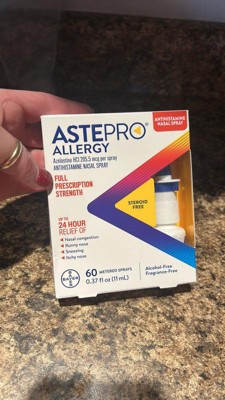 ANTIHISTAMINE
NASAL SPRAY
ASTEPRO®
ALLERGY
Azelastine HCl 205.5 mcg per spray
ANTIHISTAMINE NASAL SPRAY
FULL
PRESCRIPTION
STRENGTH
STEROID
FREE
UP TO
24 HOUR
RELIEF OF
Nasal congestion
Runny nose
Sneezing
Itchy nose
BAYER
60 METERED SPRAYS
0.37 fl oz (11 mL)
Alcohol-Free
Fragrance-Free